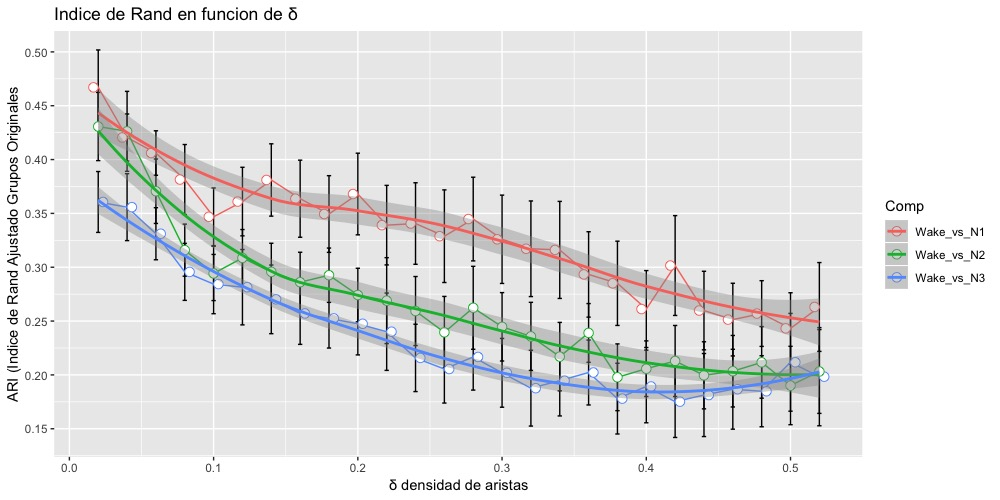 Indice de Rand en funcion de δ
ARI (Indice de Rand Ajustado Grupos Originales
0.50
0.45
0.40
0.35
0.30
0.25
0.20
0.15
0.0
0.1
0.2
0.3
0.4
0.5
δ densidad de aristas
Comp
Wake_vs_N1
Wake_vs_N2
Wake_vs_N3